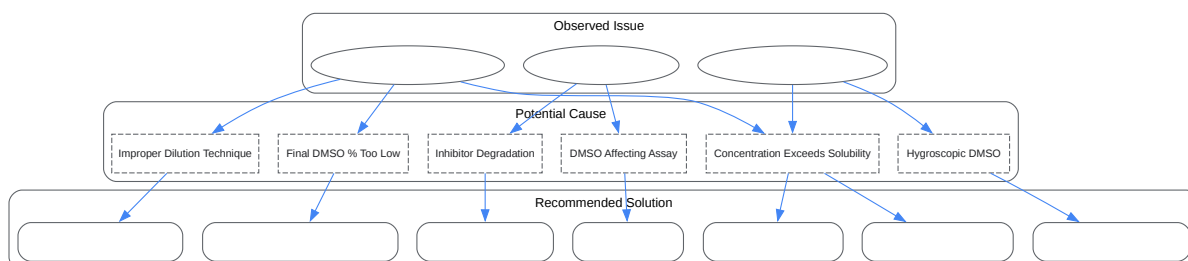 Observed Issue
Potential Cause
Improper Dilution Technique
Final DMSO % Too Low
Inhibitor Degradation
DMSO Affecting Assay
Concentration Exceeds Solubility
Hygroscopic DMSO
Recommended Solution